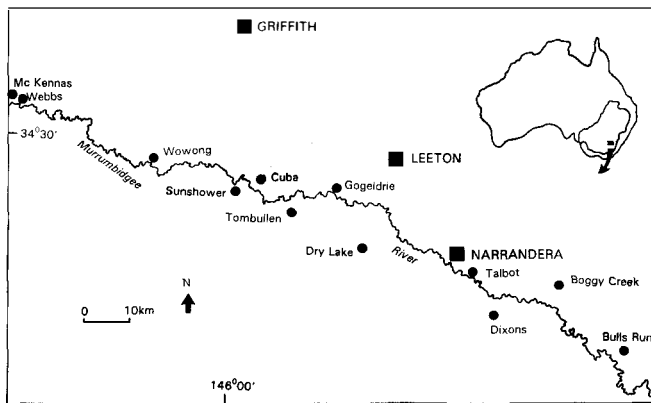 GRIFFITH
Mc Kennas
Webbs
34°30'
Murrumbidgee
Wowong
LEETON
Cuba
Sunshower
Gogeldrie
Tombullen
Dry Lake
River
NARRANDERA
Talbot
Boggy Creek
N
0 10km
Dixons
Bulls Run
146°00'